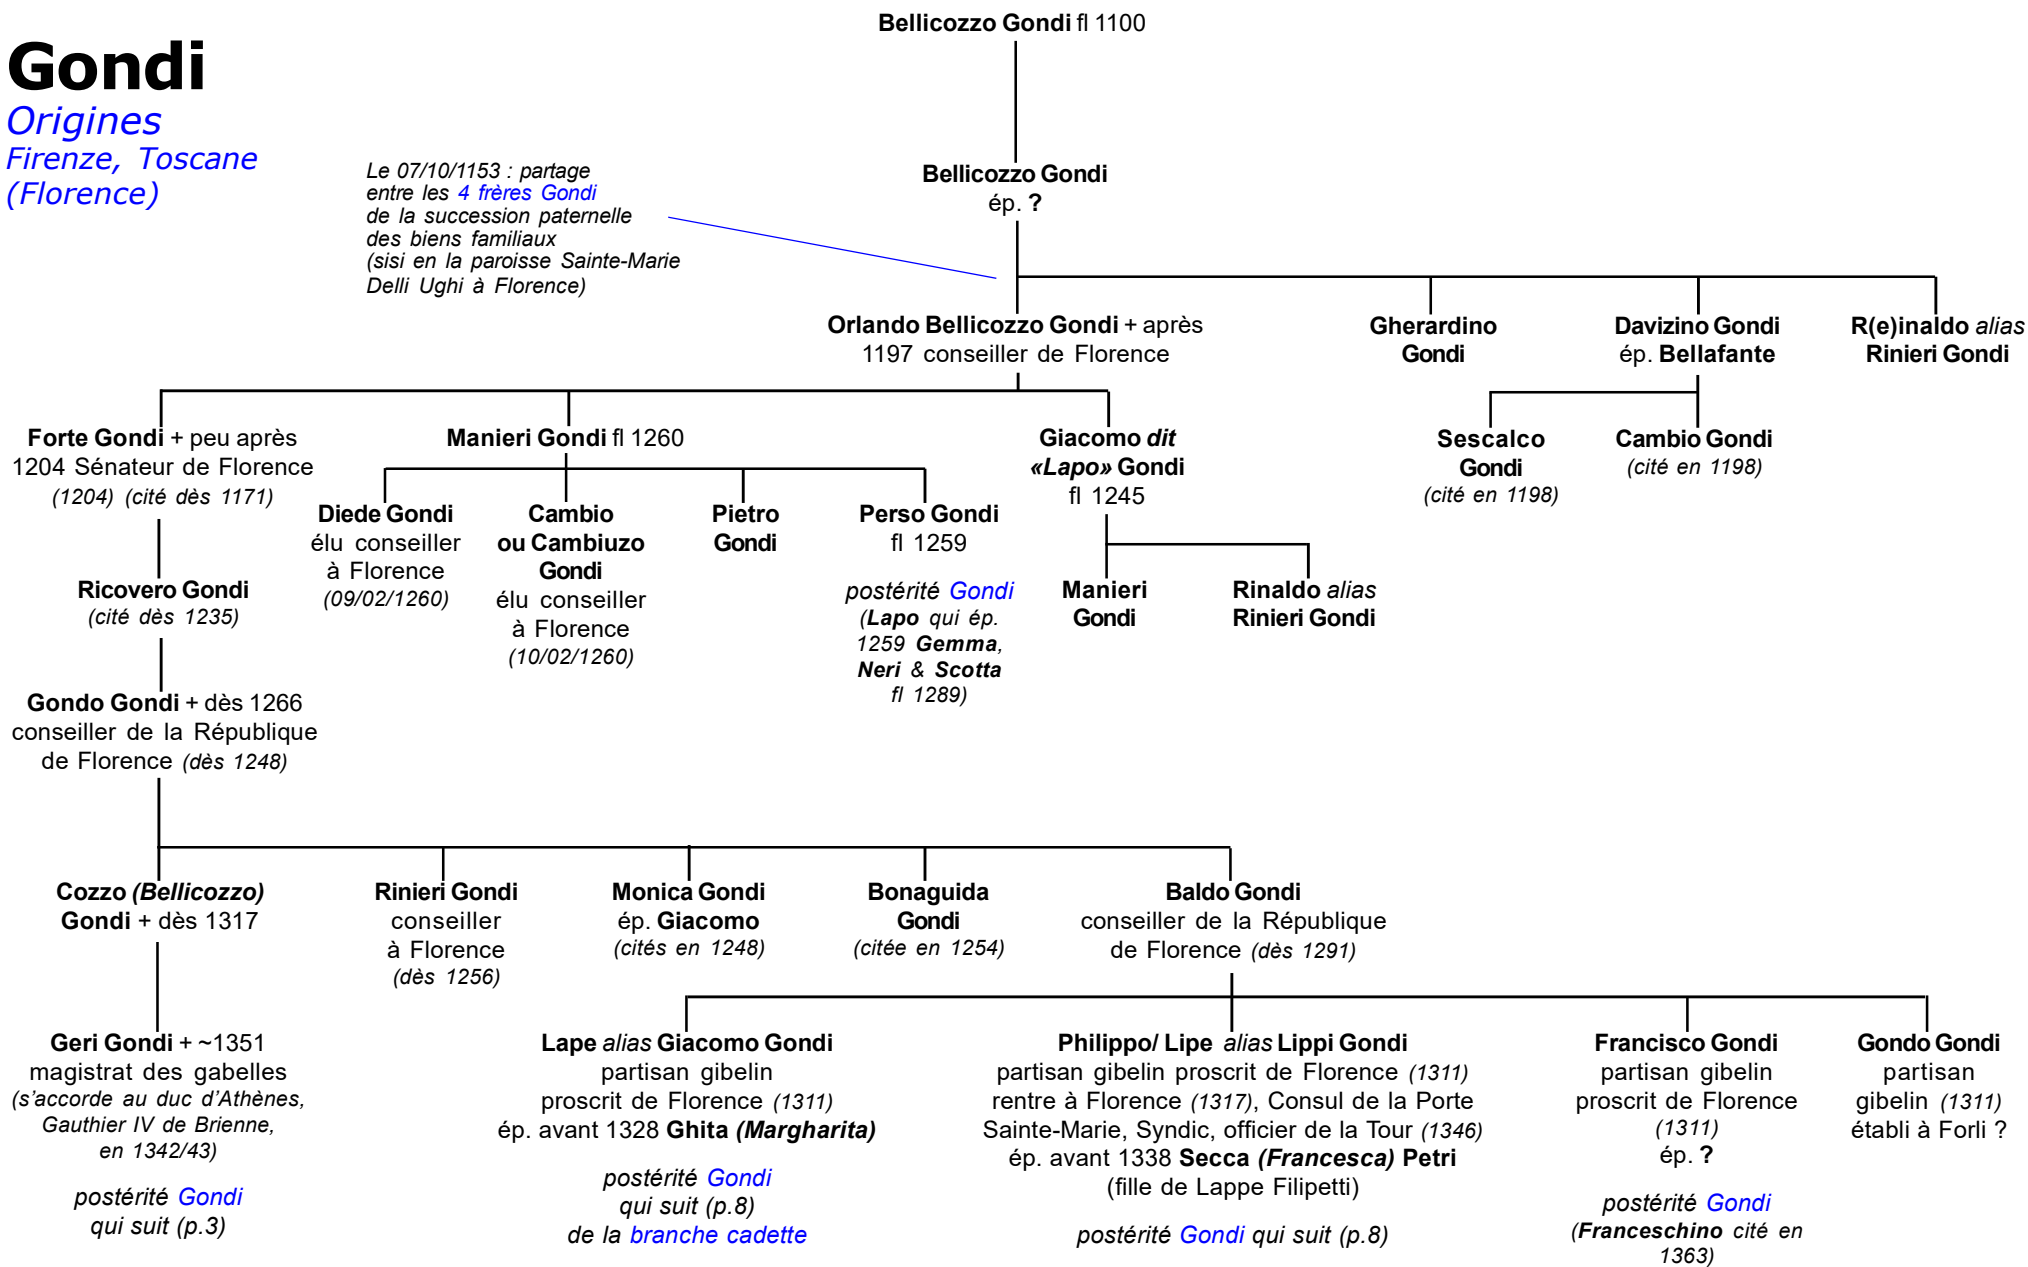 Bellicozzo Gondi fl 1100
Gondi
Origines
Firenze, Toscane
(Florence)
Le 07/10/1153 : partage
entre les 4 frères Gondi
de la succession paternelle
des biens familiaux
(sisi en la paroisse Sainte-Marie
Delli Ughi à Florence)
Bellicozzo Gondi
ép. ?
Orlando Bellicozzo Gondi + après
1197 conseiller de Florence
Gherardino
Gondi
Davizino Gondi
ép. Bellafante
R(e)inaldo alias
Rinieri Gondi
Forte Gondi + peu après
1204 Sénateur de Florence
(1204) (cité dès 1171)
Manieri Gondi fl 1260
Giacomo dit
«Lapo» Gondi
fl 1245
Sescalco
Gondi
(cité en 1198)
Cambio Gondi
(cité en 1198)
Diede Gondi
élu conseiller
à Florence
(09/02/1260)
Cambio
ou Cambiuzo
Gondi
élu conseiller
à Florence
(10/02/1260)
Pietro
Gondi
Perso Gondi
fl 1259
postérité Gondi
(Lapo qui ép.
1259 Gemma,
Neri & Scotta
fl 1289)
Manieri
Gondi
Rinaldo alias
Rinieri Gondi
Ricovero Gondi
(cité dès 1235)
Gondo Gondi + dès 1266
conseiller de la République
de Florence (dès 1248)
Cozzo (Bellicozzo)
Gondi + dès 1317
Rinieri Gondi
conseiller
à Florence
(dès 1256)
Monica Gondi
ép. Giacomo
(cités en 1248)
Bonaguida
Gondi
(citée en 1254)
Baldo Gondi
conseiller de la République
de Florence (dès 1291)
Geri Gondi + ~1351
magistrat des gabelles
(s'accorde au duc d'Athènes,
Gauthier IV de Brienne,
en 1342/43)
postérité Gondi
qui suit (p.3)
Lape alias Giacomo Gondi
partisan gibelin
proscrit de Florence (1311)
ép. avant 1328 Ghita (Margharita)
postérité Gondi
qui suit (p.8)
de la branche cadette
Philippo/ Lipe alias Lippi Gondi
partisan gibelin proscrit de Florence (1311)
rentre à Florence (1317), Consul de la Porte
Sainte-Marie, Syndic, officier de la Tour (1346)
ép. avant 1338 Secca (Francesca) Petri
(fille de Lappe Filipetti)
postérité Gondi qui suit (p.8)
Francisco Gondi
partisan gibelin
proscrit de Florence
(1311)
ép. ?
postérité Gondi
(Franceschino cité en
1363)
Gondo Gondi
partisan
gibelin (1311)
établi à Forli ?